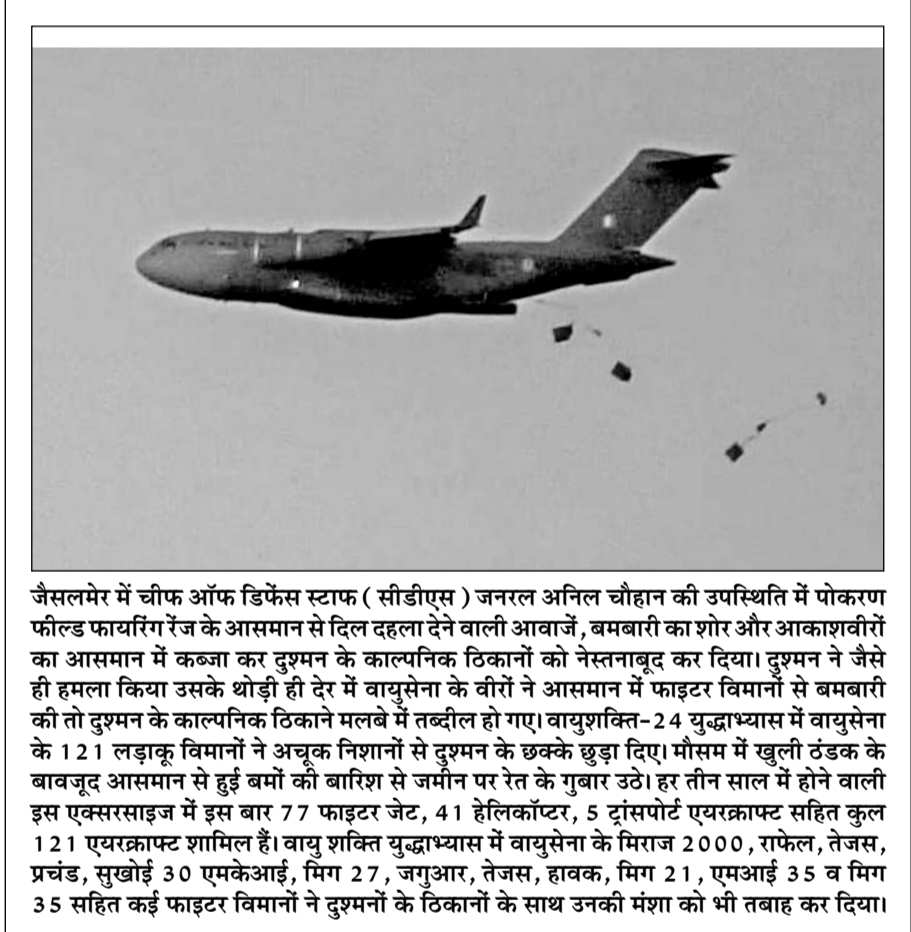 जैसलमेर में चीफ ऑफ डिफेंस स्टाफ ( सीडीएस ) जनरल अनिल चौहान की उपस्थिति में पोकरण
फील्ड फायरिंग रेंज के आसमान से दिल दहला देने वाली आवाजें, बमबारी का शोर और आकाशवीरों
का आसमान में कब्जा कर दुश्मन के काल्पनिक ठिकानों को नेस्तनाबूद कर दिया। दुश्मन ने जैसे
ही हमला किया उसके थोड़ी ही देर में वायुसेना के वीरों ने आसमान में फाइटर विमानों से बमबारी
की तो दुश्मन के काल्पनिक ठिकाने मलबे में तब्दील हो गए। वायुशक्ति-24 युद्धाभ्यास में वायुसेना
के 121 लड़ाकू विमानों ने अचूक निशानों से दुश्मन के छक्के छुड़ा दिए। मौसम में खुली ठंडक के
बावजूद आसमान से हुई बमों की बारिश से जमीन पर रेत के गुबार उठे। हर तीन साल में होने वाली
इस एक्सरसाइज में इस बार 77 फाइटर जेट, 41 हेलिकॉप्टर, 5 ट्रांसपोर्ट एयरक्राफ्ट सहित कुल
121 एयरक्राफ्ट शामिल हैं। वायु शक्ति युद्धाभ्यास में वायुसेना के मिराज 2000, राफेल, तेजस,
प्रचंड, सुखोई 30 एमकेआई, मिग 27, जगुआर, तेजस, हावक, मिग 21, एमआई 35 व मिग
35 सहित कई फाइटर विमानों ने दुश्मनों के ठिकानों के साथ उनकी मंशा को भी तबाह कर दिया।